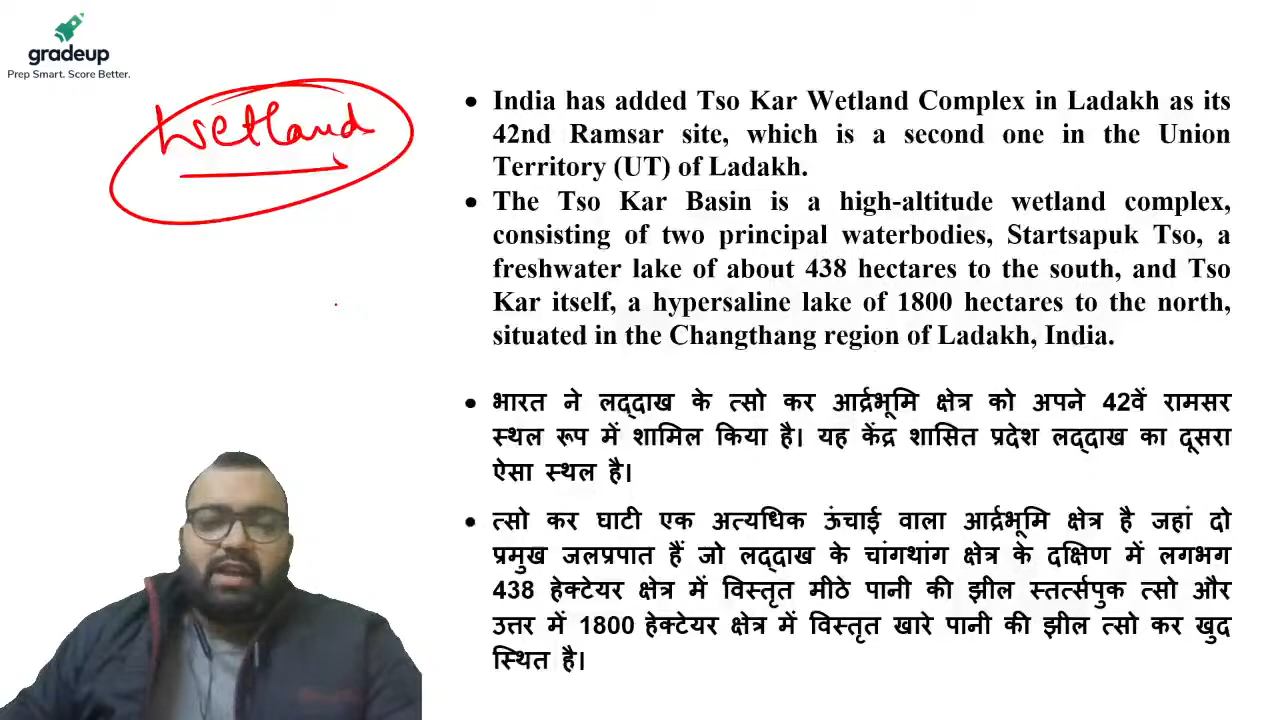 gradeup
Prep Smart. Score Better.
Wetland
• India has added Tso Kar Wetland Complex in Ladakh as its
42nd Ramsar site, which is a second one in the Union
Territory (UT) of Ladakh.
• The Tso Kar Basin is a high-altitude wetland complex,
consisting of two principal waterbodies, Startsapuk Tso, a
freshwater lake of about 438 hectares to the south, and Tso
Kar itself, a hypersaline lake of 1800 hectares to the north,
situated in the Changthang region of Ladakh, India.
• भारत ने लद्दाख के त्सो कर आर्द्रभूमि क्षेत्र को अपने 42वें रामसर
स्थल रूप में शामिल किया है। यह केंद्र शासित प्रदेश लद्दाख का दूसरा
ऐसा स्थल है।
• त्सो कर घाटी एक अत्यधिक ऊंचाई वाला आर्द्रभूमि क्षेत्र है जहां दो
प्रमुख जलप्रपात हैं जो लद्दाख के चांगथांग क्षेत्र के दक्षिण में लगभग
438 हेक्टेयर क्षेत्र में विस्तृत मीठे पानी की झील स्तर्त्सपुक त्सो और
उत्तर में 1800 हेक्टेयर क्षेत्र में विस्तृत खारे पानी की झील त्सो कर खुद
स्थित है।